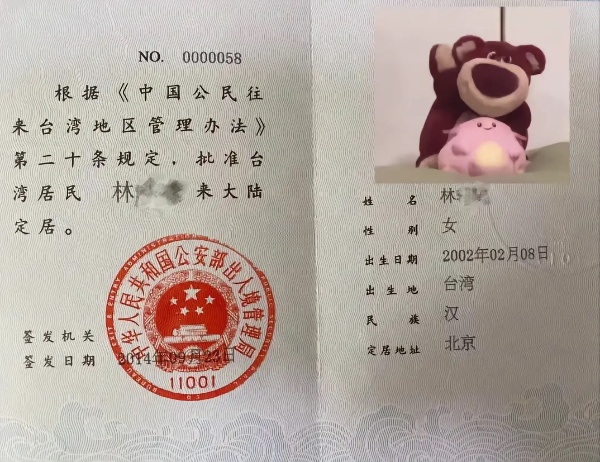 NO. 0000058
根据《中国公民往
来台湾地区管理办法》
第二十条规定，批准台
湾居民 林 来大陆
定居。
签发机关
签发日期 2014年09月23日
中华人民共和国公安部出入境管理局
11001
姓名 林
性别 女
出生日期 2002年02月08日
出生地 台湾
民族 汉
定居地址 北京